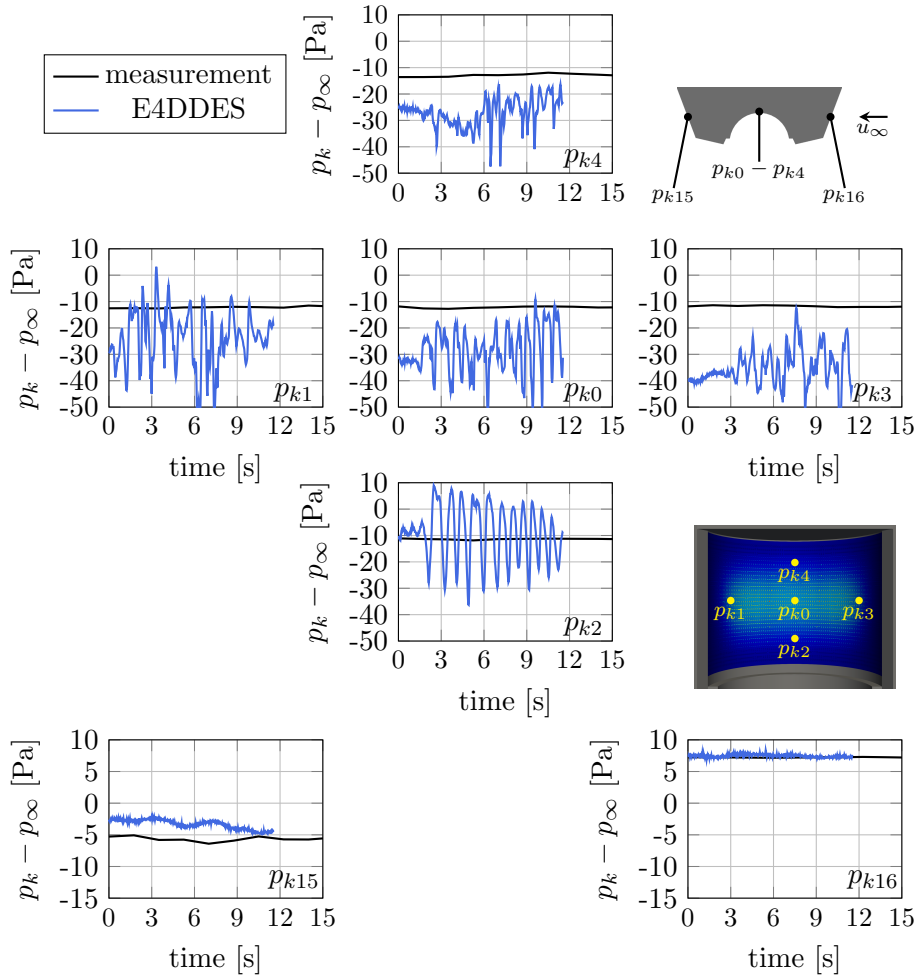 measurement
E4DDES
p_k − p_∞ [Pa]
10
0
-10
-20
-30
-40
-50
0 3 6 9 12 15
p_k4
u_∞
p_k0 − p_k4
p_k15
p_k16
p_k − p_∞ [Pa]
10
0
-10
-20
-30
-40
-50
0 3 6 9 12 15
p_k1
time [s]
10
0
-10
-20
-30
-40
-50
0 3 6 9 12 15
p_k0
time [s]
10
0
-10
-20
-30
-40
-50
0 3 6 9 12 15
p_k3
time [s]
p_k − p_∞ [Pa]
10
0
-10
-20
-30
-40
-50
0 3 6 9 12 15
p_k2
time [s]
p_k4
p_k1 p_k0 p_k3
p_k2
p_k − p_∞ [Pa]
10
5
0
-5
-10
-15
0 3 6 9 12 15
p_k15
time [s]
p_k − p_∞ [Pa]
10
5
0
-5
-10
-15
0 3 6 9 12 15
p_k16
time [s]